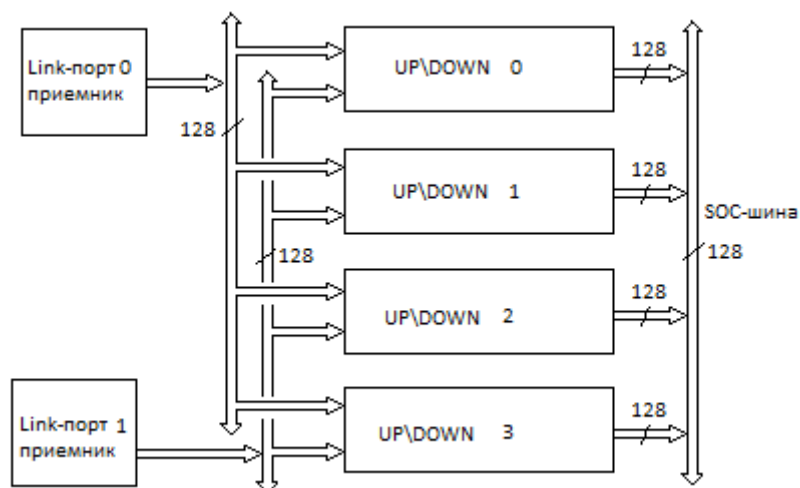 Link-порт 0
приемник
128
128
UP\DOWN 0
128
UP\DOWN 1
128
UP\DOWN 2
128
UP\DOWN 3
128
SOC-шина
128
Link-порт 1
приемник